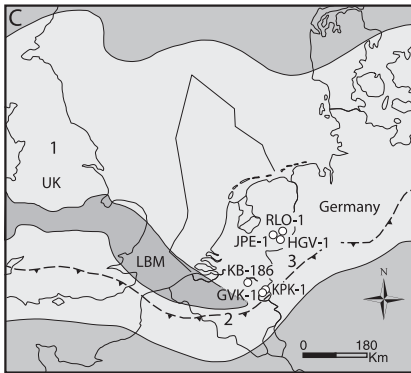 C
1
UK
Germany
RLO-1
JPE-1
HGV-1
LBM
3
KB-186
GVK-1
KPK-1
2
N
0 180
Km